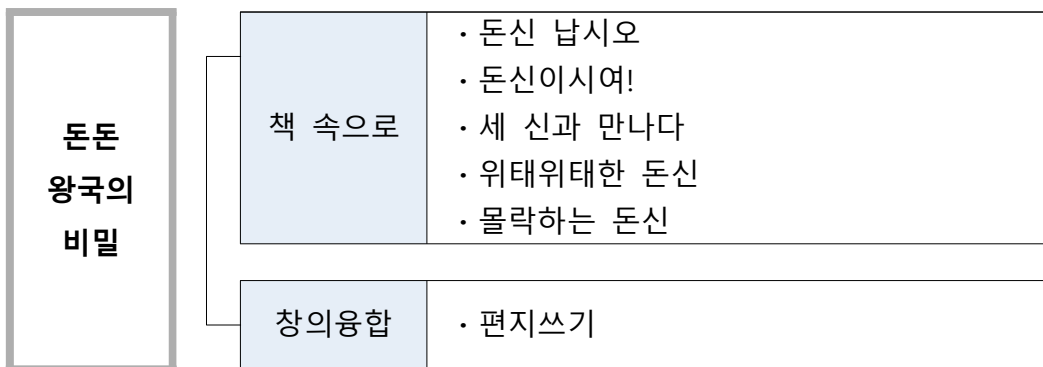 돈돈
왕국의
비밀
책 속으로
· 돈신 납시오
· 돈신이시여!
· 세 신과 만나다
· 위태위태한 돈신
· 몰락하는 돈신
창의융합
· 편지쓰기